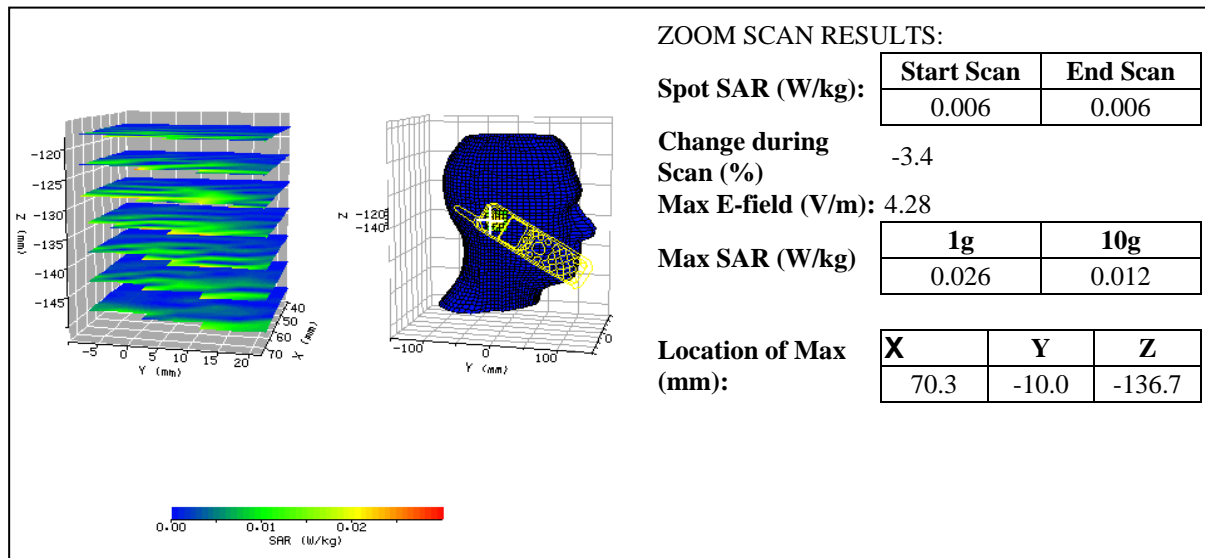 ZOOM SCAN RESULTS:
Spot SAR (W/kg):
Start Scan End Scan
0.006 0.006
Change during
Scan (%)
-3.4
Max E-field (V/m): 4.28
Max SAR (W/kg)
1g 10g
0.026 0.012
Location of Max
(mm):
X Y Z
70.3 -10.0 -136.7
-120
-125
-130
-135
-140
-145
Z (mm)
-5 0 5 10 15 20
Y (mm)
40
50
60
70
X (mm)
Z -120
-140
-100 0 100
Y (mm)
0
0.00 0.01 0.02
SAR (W/kg)